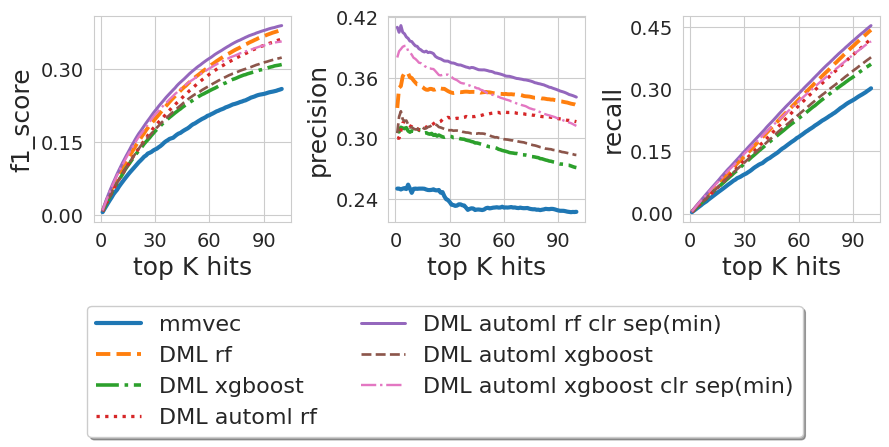 f1_score
0.30
0.15
0.00
0
30
60
90
top K hits
precision
0.42
0.36
0.30
0.24
0
30
60
90
top K hits
recall
0.45
0.30
0.15
0.00
0
30
60
90
top K hits
mmvec
DML rf
DML xgboost
DML automl rf
DML automl rf clr sep(min)
DML automl xgboost
DML automl xgboost clr sep(min)